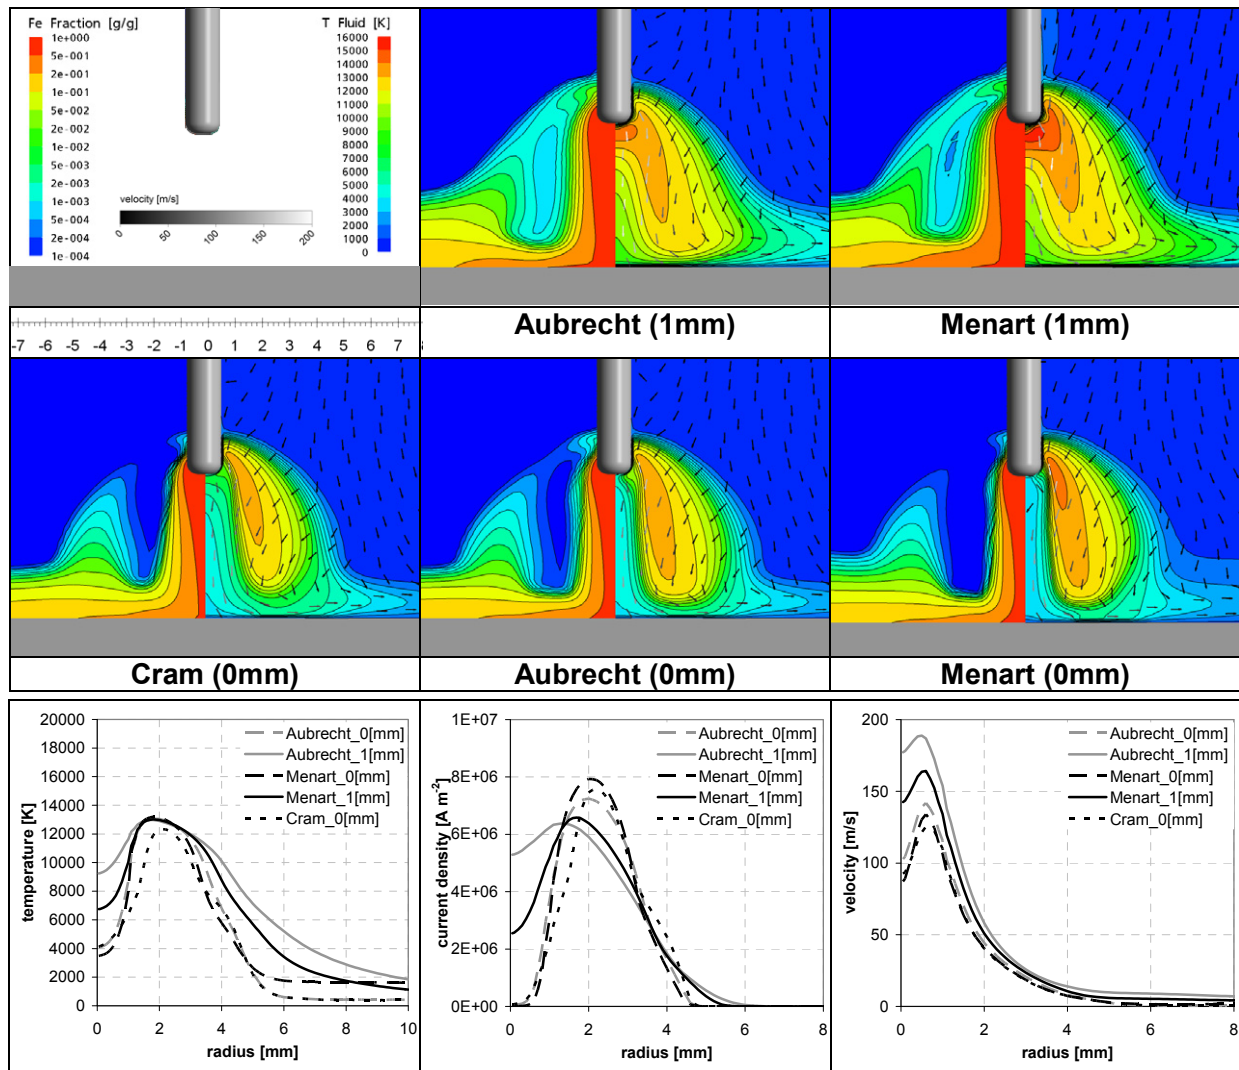 Fe Fraction [g/g]
T Fluid [K]
1e+000
5e-001
2e-001
1e-001
5e-002
2e-002
1e-002
5e-003
2e-003
1e-003
5e-004
2e-004
1e-004
16000
15000
14000
13000
12000
11000
10000
9000
8000
7000
6000
5000
4000
3000
2000
1000
0
velocity [m/s]
0 50 100 150 200
-7 -6 -5 -4 -3 -2 -1 0 1 2 3 4 5 6 7
Aubrecht (1mm)
Menart (1mm)
Cram (0mm)
Aubrecht (0mm)
Menart (0mm)
temperature [K]
20000
18000
16000
14000
12000
10000
8000
6000
4000
2000
0
Aubrecht_0[mm]
Aubrecht_1[mm]
Menart_0[mm]
Menart_1[mm]
Cram_0[mm]
0 2 4 6 8 10
radius [mm]
current density [A m-2]
1E+07
8E+06
6E+06
4E+06
2E+06
0E+00
Aubrecht_0[mm]
Aubrecht_1[mm]
Menart_0[mm]
Menart_1[mm]
Cram_0[mm]
0 2 4 6 8
radius [mm]
velocity [m/s]
200
150
100
50
0
Aubrecht_0[mm]
Aubrecht_1[mm]
Menart_0[mm]
Menart_1[mm]
Cram_0[mm]
0 2 4 6 8
radius [mm]